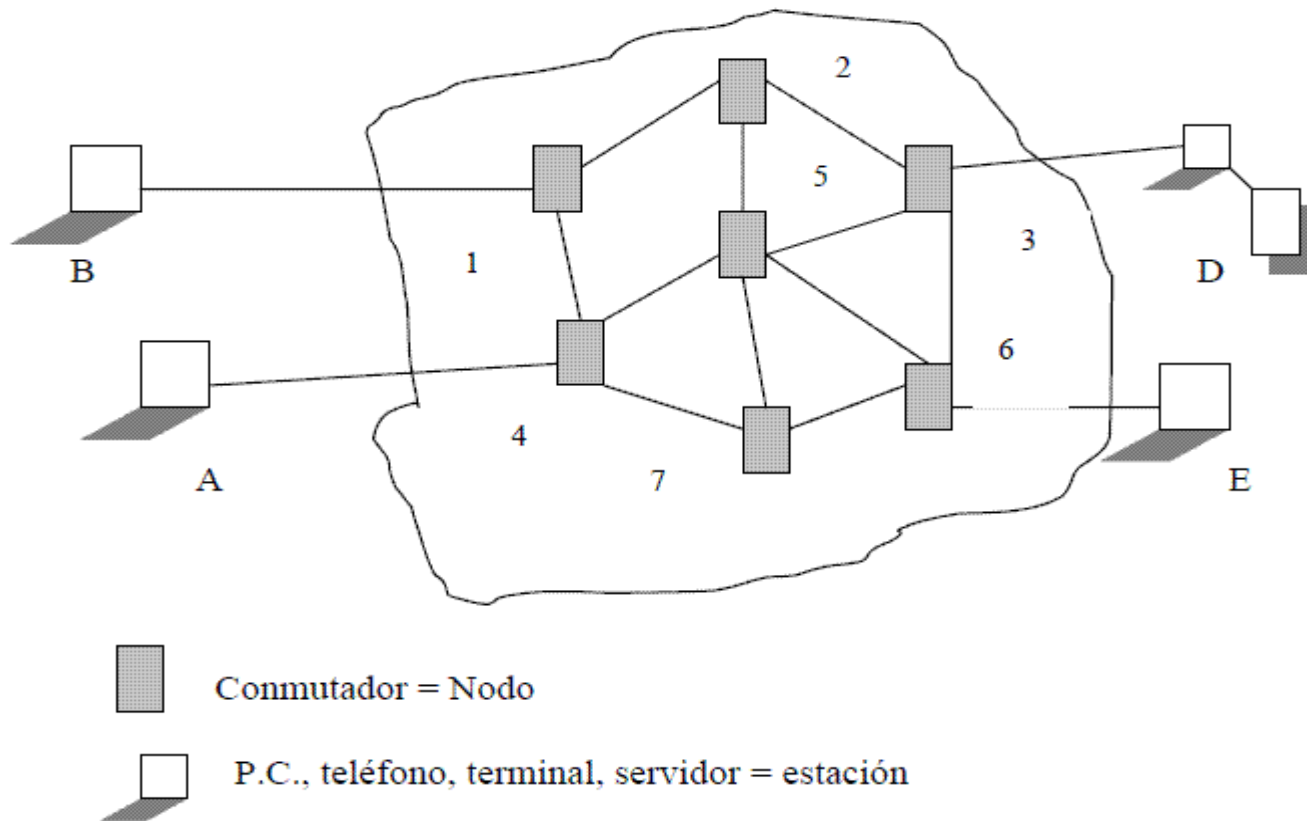 2
5
3
B
1
D
6
4
A
7
E
Conmutador = Nodo
P.C., teléfono, terminal, servidor = estación